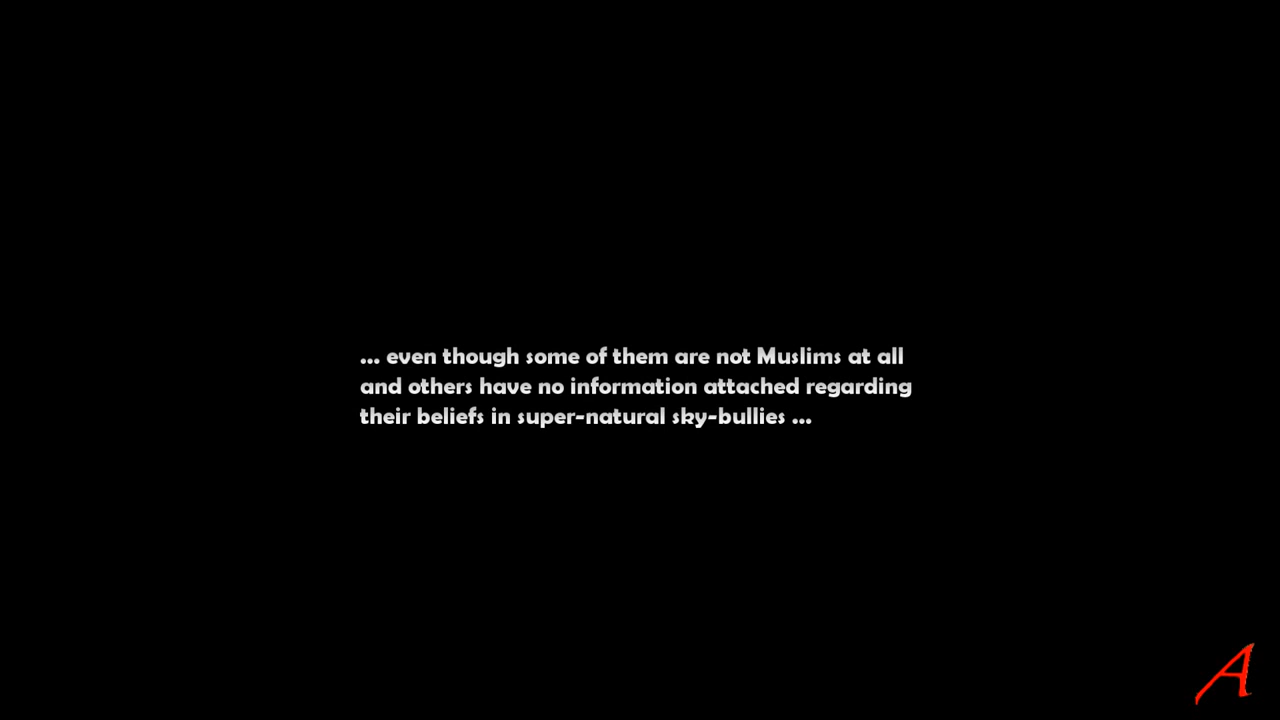 ... even though some of them are not Muslims at all
and others have no information attached regarding
their beliefs in super-natural sky-bullies ...
A